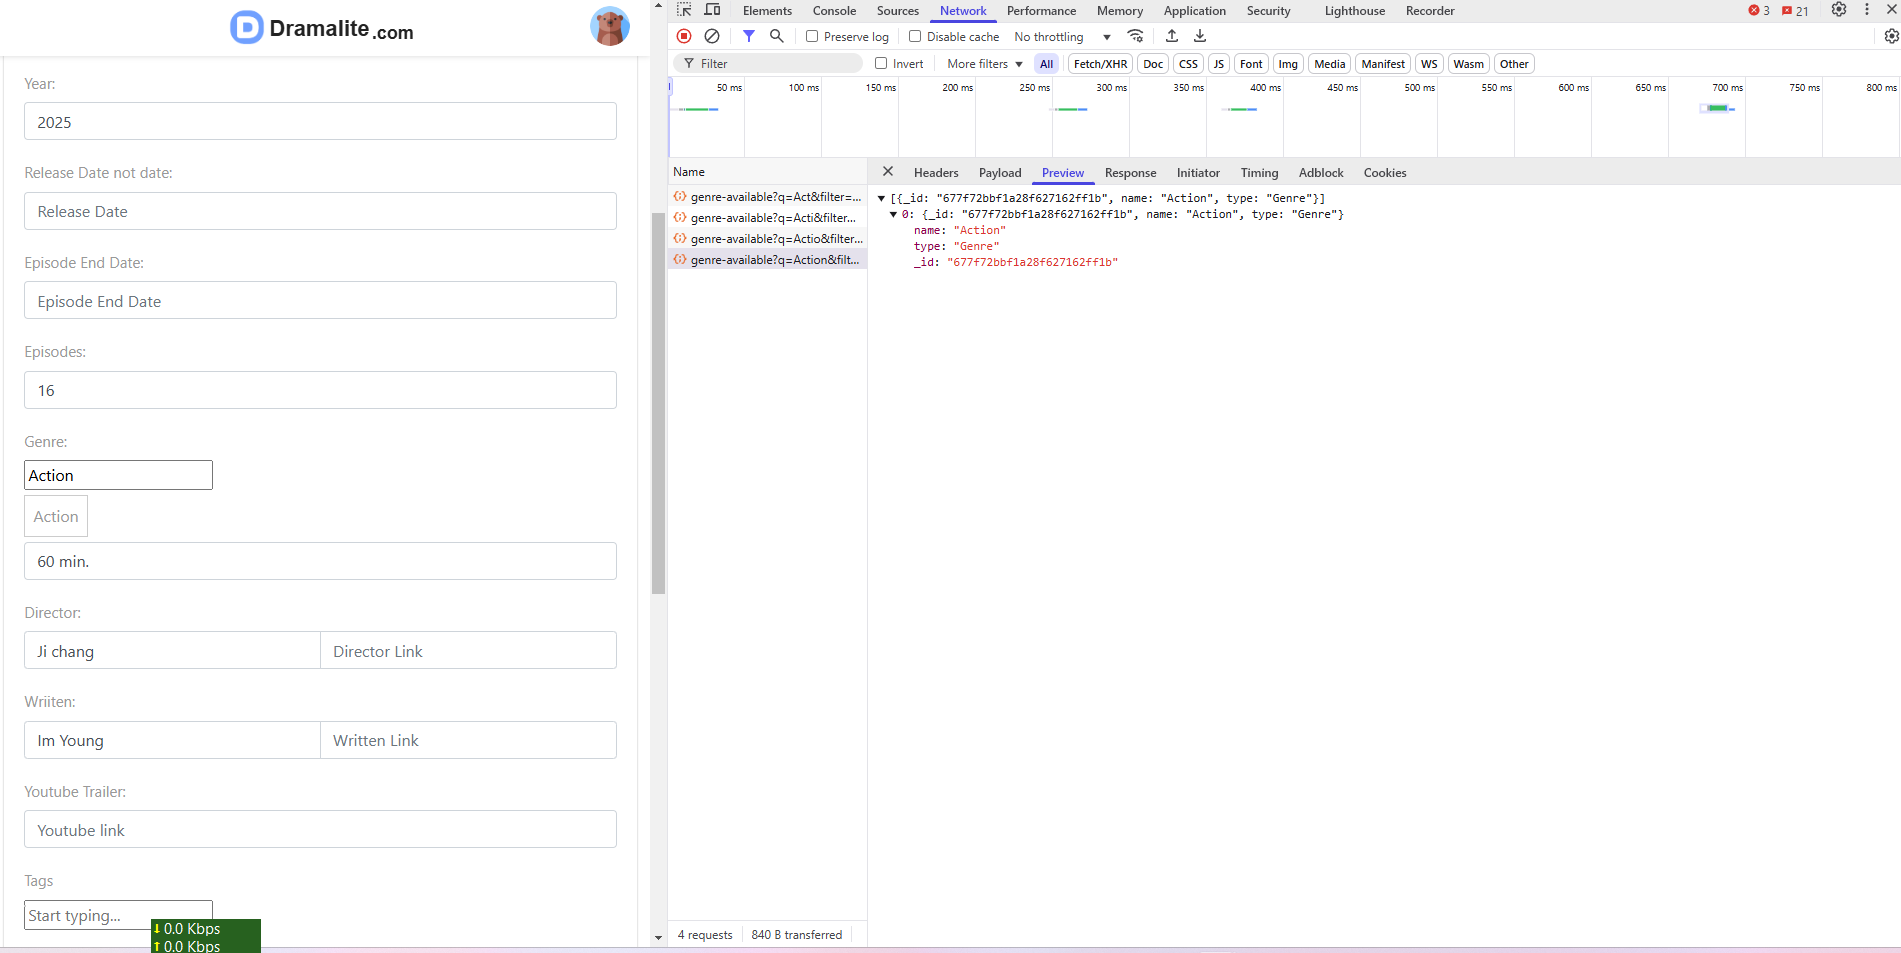 Dramalite.com
Year:
2025
Release Date not date:
Release Date
Episode End Date:
Episode End Date
Episodes:
16
Genre:
Action
Action
60 min.
Director:
Ji chang
Director Link
Wriiten:
Im Young
Written Link
Youtube Trailer:
Youtube link
Tags
Start typing...
↓ 0.0 Kbps
↑ 0.0 Kbps
Elements Console Sources Network Performance Memory Application Security Lighthouse Recorder 3 21
Preserve log Disable cache No throttling
Filter Invert More filters All Fetch/XHR Doc CSS JS Font Img Media Manifest WS Wasm Other
50 ms 100 ms 150 ms 200 ms 250 ms 300 ms 350 ms 400 ms 450 ms 500 ms 550 ms 600 ms 650 ms 700 ms 750 ms 800 ms
Name
genre-available?q=Act&filter=...
genre-available?q=Acti&filter...
genre-available?q=Actio&filter...
genre-available?q=Action&filt...
Headers Payload Preview Response Initiator Timing Adblock Cookies
[{_id: "677f72bbf1a28f627162ff1b", name: "Action", type: "Genre"}]
0: {_id: "677f72bbf1a28f627162ff1b", name: "Action", type: "Genre"}
name: "Action"
type: "Genre"
_id: "677f72bbf1a28f627162ff1b"
4 requests 840 B transferred